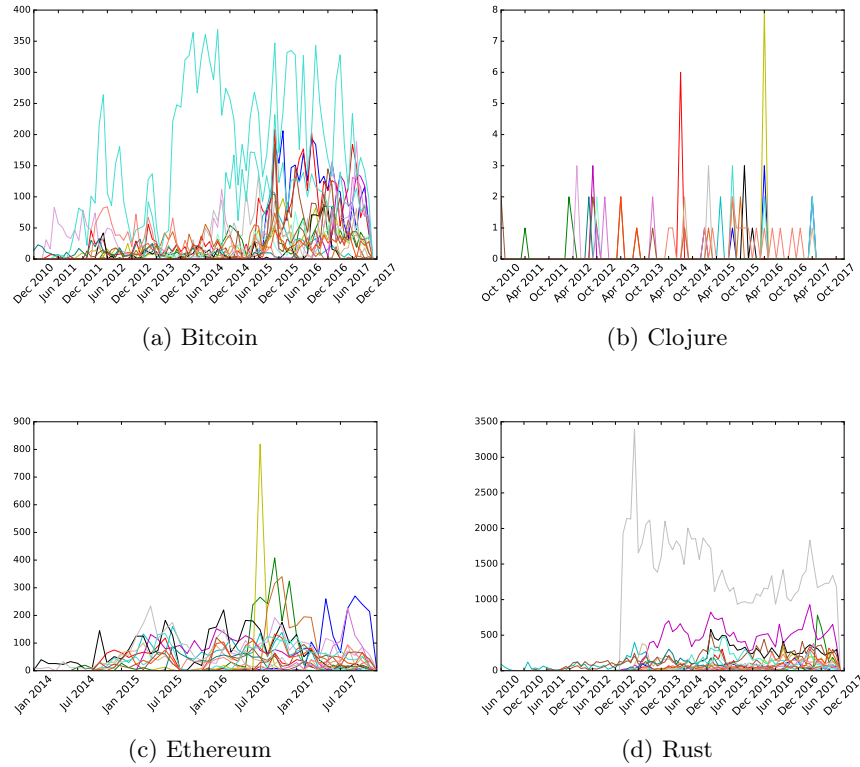 400
350
300
250
200
150
100
50
0
Dec 2010
Jun 2011
Dec 2011
Jun 2012
Dec 2012
Jun 2013
Dec 2013
Jun 2014
Dec 2014
Jun 2015
Dec 2015
Jun 2016
Dec 2016
Jun 2017
Dec 2017
(a) Bitcoin
8
7
6
5
4
3
2
1
0
Oct 2010
Apr 2011
Oct 2011
Apr 2012
Oct 2012
Apr 2013
Oct 2013
Apr 2014
Oct 2014
Apr 2015
Oct 2015
Apr 2016
Oct 2016
Apr 2017
Oct 2017
(b) Clojure
900
800
700
600
500
400
300
200
100
0
Jan 2014
Jul 2014
Jan 2015
Jul 2015
Jan 2016
Jul 2016
Jan 2017
Jul 2017
(c) Ethereum
3500
3000
2500
2000
1500
1000
500
0
Jun 2010
Dec 2010
Jun 2011
Dec 2011
Jun 2012
Dec 2012
Jun 2013
Dec 2013
Jun 2014
Dec 2014
Jun 2015
Dec 2015
Jun 2016
Dec 2016
Jun 2017
Dec 2017
(d) Rust